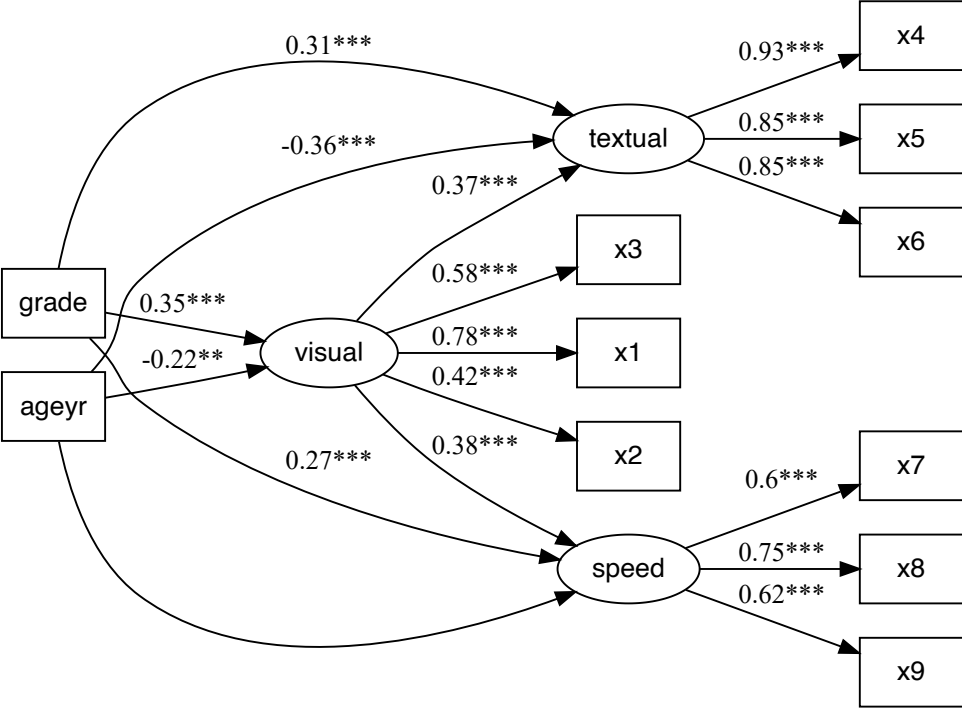 0.31***
x4
0.93***
textual
x5
0.85***
-0.36***
0.85***
0.37***
x6
x3
0.58***
grade
0.35***
visual
x1
0.78***
-0.22**
0.42***
ageyr
x2
0.38***
0.27***
x7
0.6***
speed
x8
0.75***
0.62***
x9